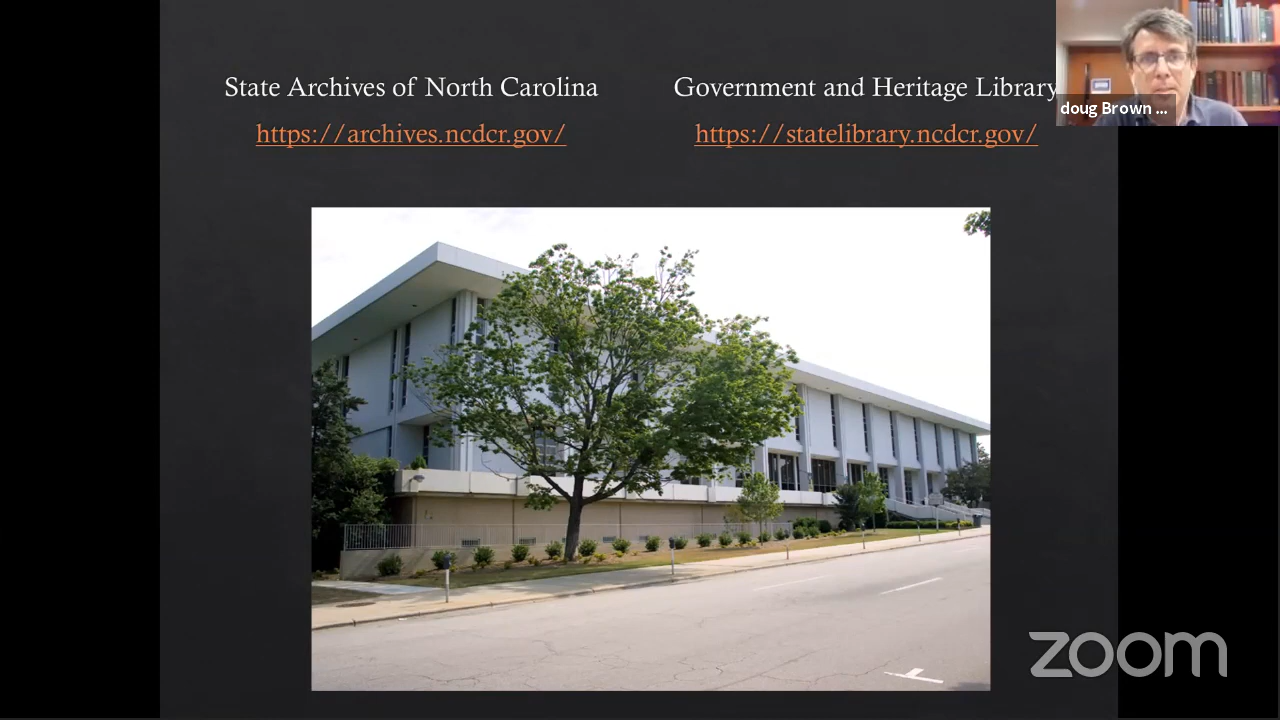 State Archives of North Carolina
https://archives.ncdcr.gov/
Government and Heritage Library
https://statelibrary.ncdcr.gov/
doug Brown ...
zoom